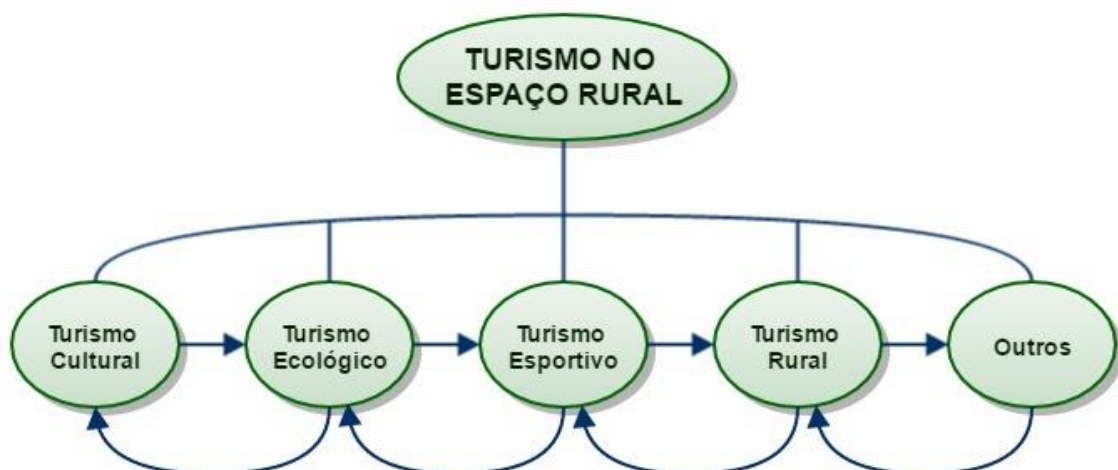 TURISMO NO
ESPAÇO RURAL
Turismo
Cultural
Turismo
Ecológico
Turismo
Esportivo
Turismo
Rural
Outros